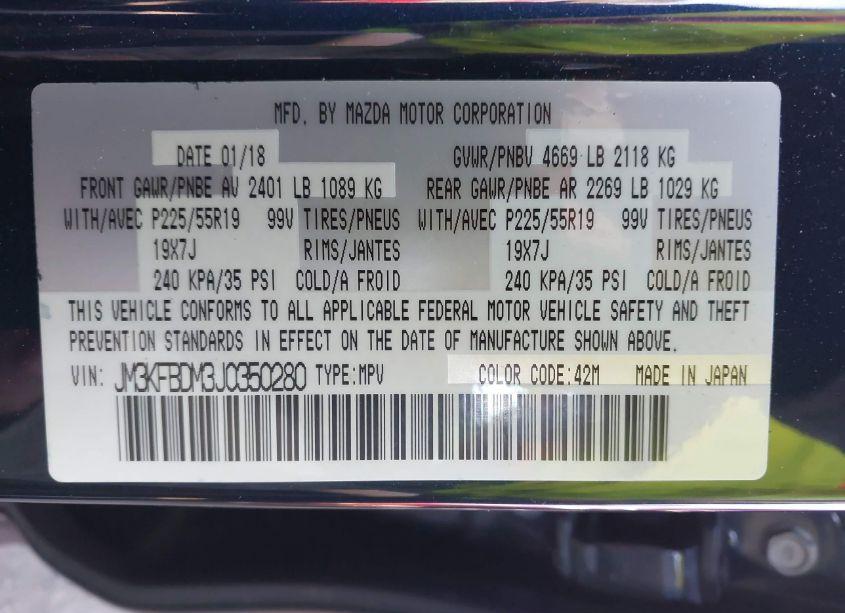 MFD. BY MAZDA MOTOR CORPORATION
DATE 01/18 GVWR/PNBV 4669 LB 2118 KG
FRONT GAWR/PNBE AV 2401 LB 1089 KG REAR GAWR/PNBE AR 2269 LB 1029 KG
WITH/AVEC P225/55R19 99V TIRES/PNEUS WITH/AVEC P225/55R19 99V TIRES/PNEUS
19X7J RIMS/JANTES 19X7J RIMS/JANTES
240 KPA/35 PSI COLD/A FROID 240 KPA/35 PSI COLD/A FROID
THIS VEHICLE CONFORMS TO ALL APPLICABLE FEDERAL MOTOR VEHICLE SAFETY AND THEFT
PREVENTION STANDARDS IN EFFECT ON THE DATE OF MANUFACTURE SHOWN ABOVE.
VIN: JM3KFBDM3J0350280 TYPE:MPV COLOR CODE:42M MADE IN JAPAN